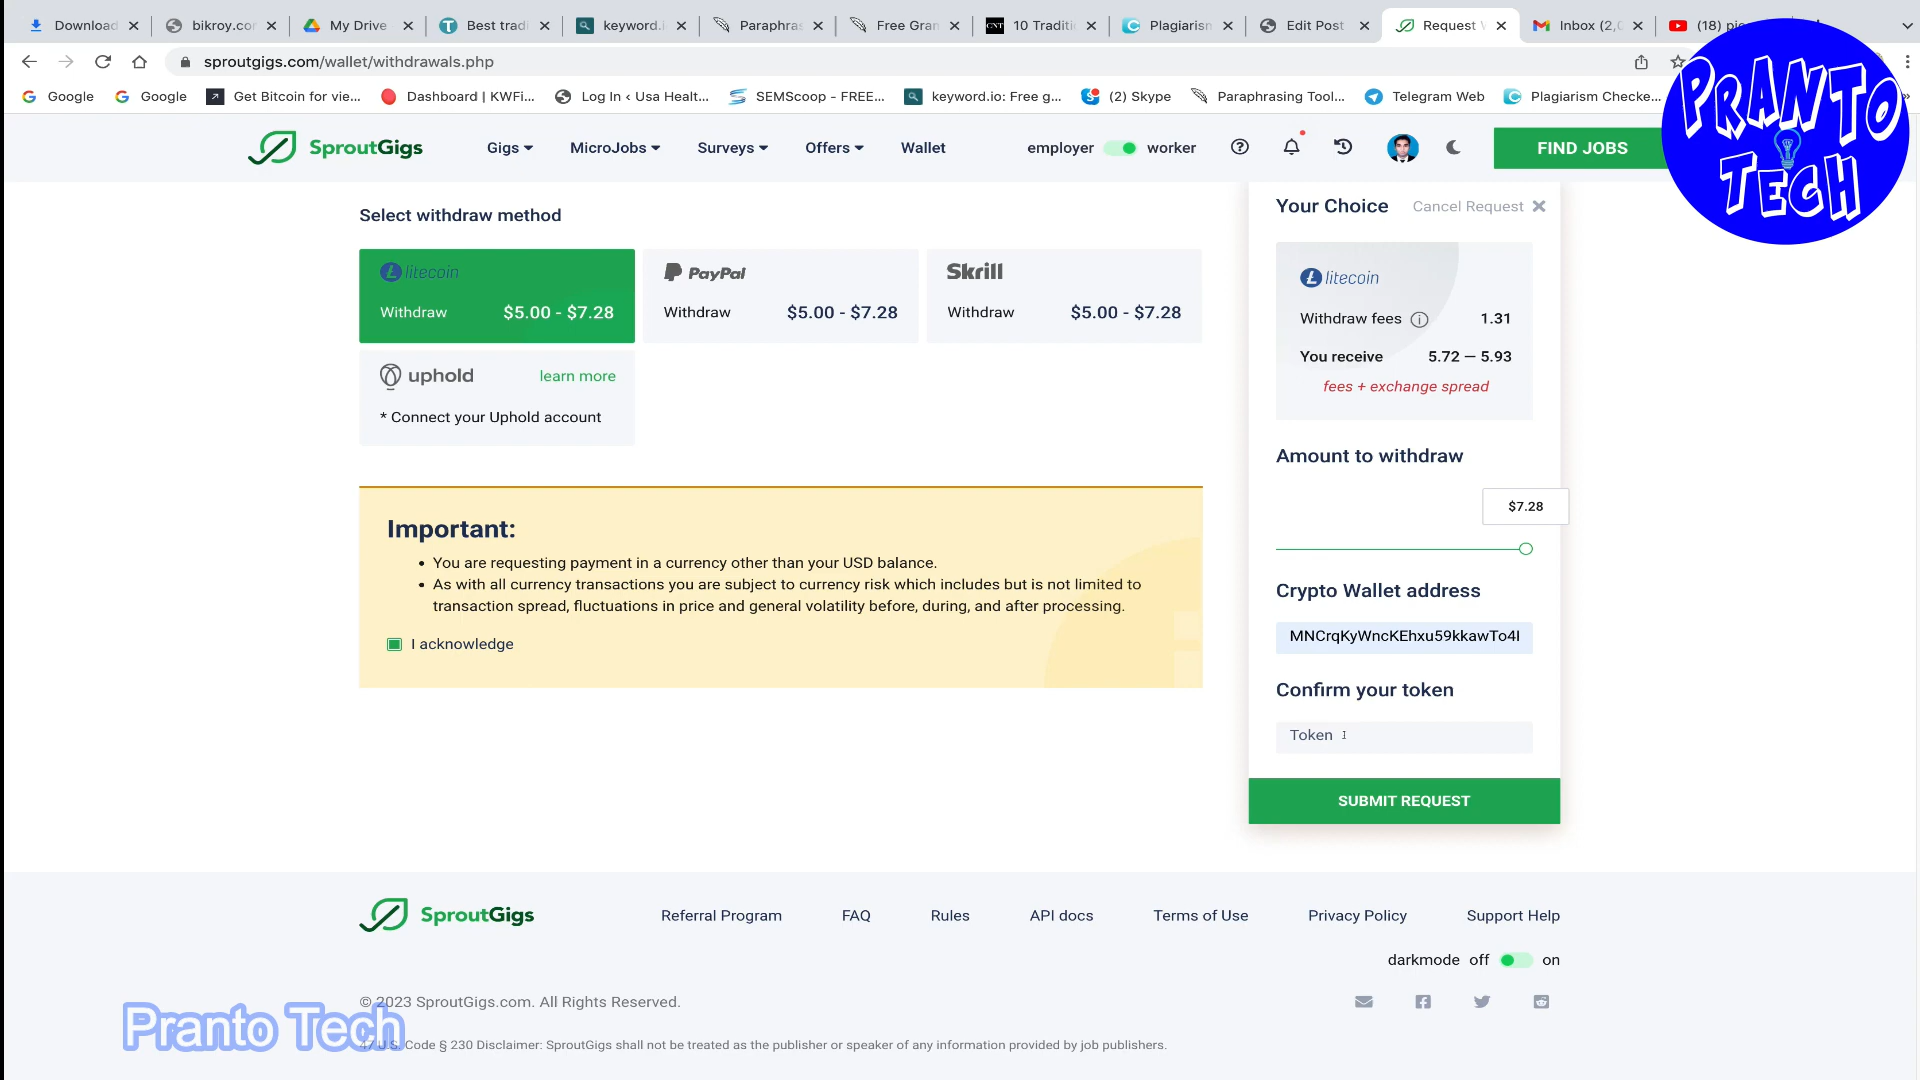 Download
bikroy.co
My Drive
Best tradi
keyword.
Paraphras
Free Gran
10 Traditi
Plagiarism
Edit Post
Request
Inbox (2,
(18)
sproutgigs.com/wallet/withdrawals.php
Google
Google
Get Bitcoin for vie...
Dashboard | KWFi...
Log In ‹ Usa Healt...
SEMScoop - FREE...
keyword.io: Free g...
(2) Skype
Paraphrasing Tool...
Telegram Web
Plagiarism Checke...
PRANTO
TECH
SproutGigs
Gigs
MicroJobs
Surveys
Offers
Wallet
employer
worker
FIND JOBS
Select withdraw method
litecoin
Withdraw $5.00 - $7.28
PayPal
Withdraw $5.00 - $7.28
Skrill
Withdraw $5.00 - $7.28
uphold learn more
* Connect your Uphold account
Important:
• You are requesting payment in a currency other than your USD balance.
• As with all currency transactions you are subject to currency risk which includes but is not limited to
transaction spread, fluctuations in price and general volatility before, during, and after processing.
I acknowledge
Your Choice Cancel Request
litecoin
Withdraw fees 1.31
You receive 5.72 — 5.93
fees + exchange spread
Amount to withdraw
$7.28
Crypto Wallet address
MNCrqKyWncKEhxu59kkawTo4
Confirm your token
Token
SUBMIT REQUEST
SproutGigs
Referral Program
FAQ
Rules
API docs
Terms of Use
Privacy Policy
Support Help
darkmode off on
© 2023 SproutGigs.com. All Rights Reserved.
Pranto Tech
47 U.S. Code § 230 Disclaimer: SproutGigs shall not be treated as the publisher or speaker of any information provided by job publishers.